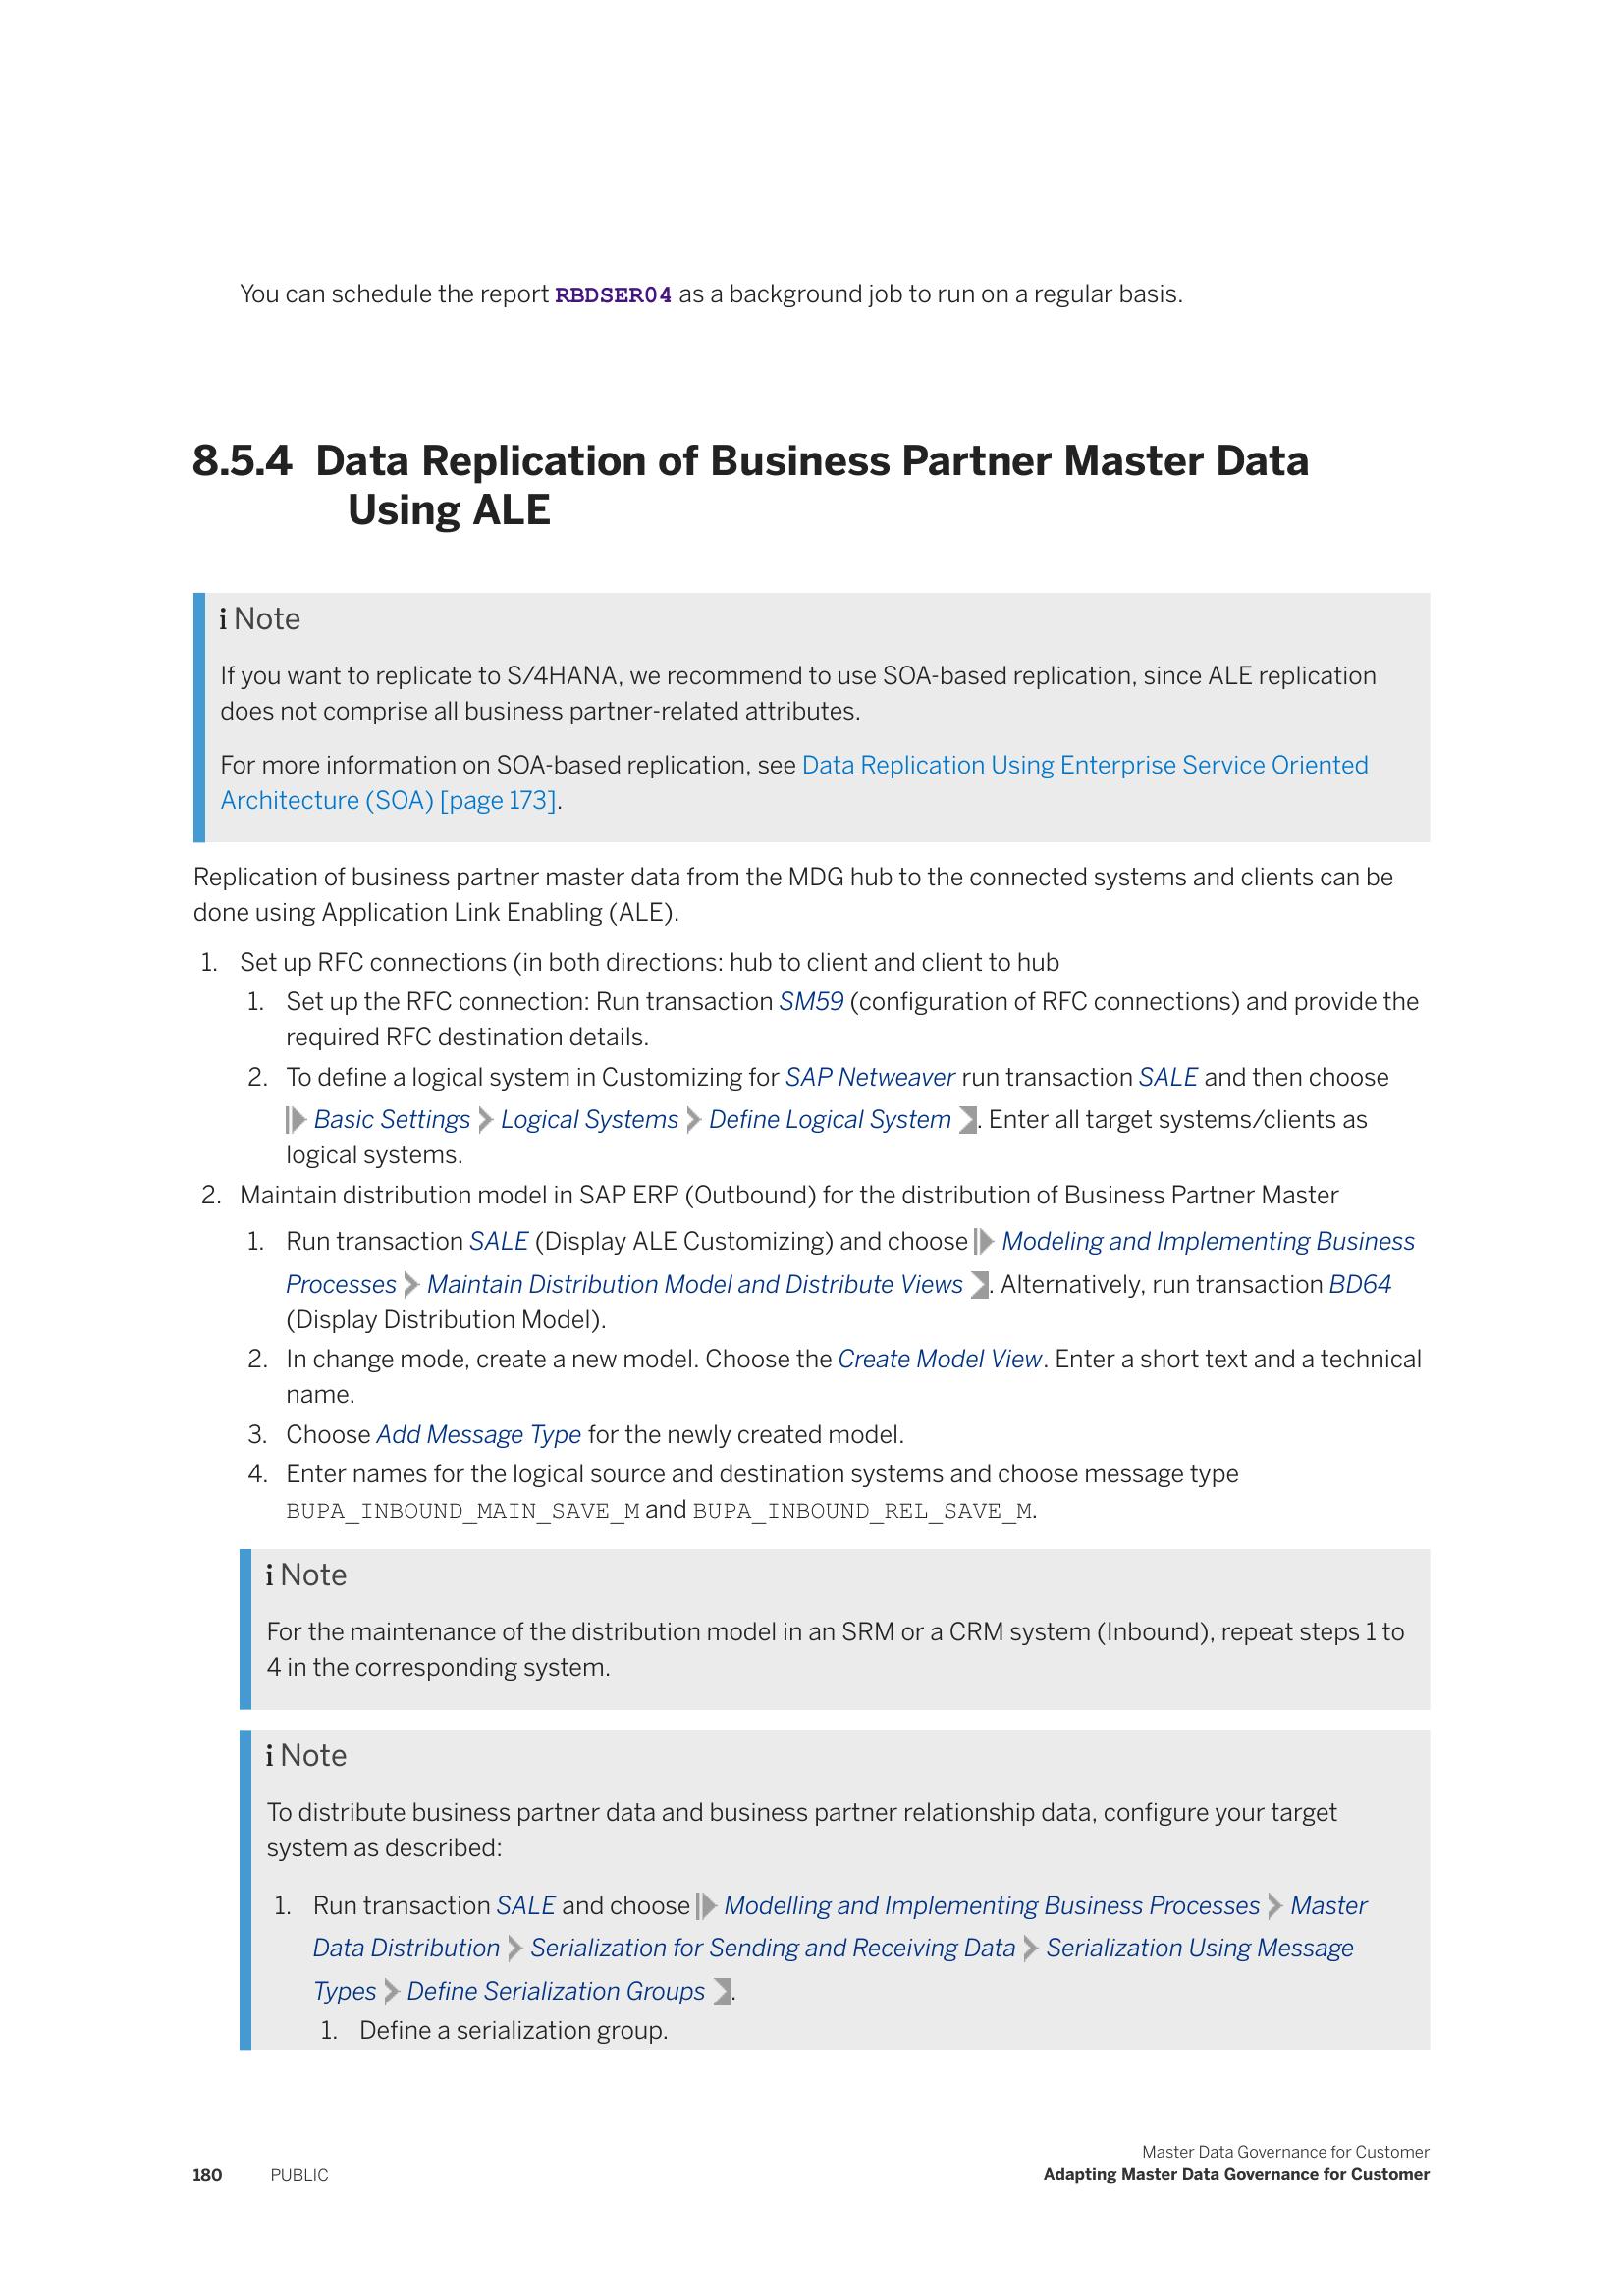 You can schedule the report RBDSER04 as a background job to run on a regular basis.
8.5.4 Data Replication of Business Partner Master Data
Using ALE
i Note
If you want to replicate to S/4HANA, we recommend to use SOA-based replication, since ALE replication
does not comprise all business partner-related attributes.
For more information on SOA-based replication, see Data Replication Using Enterprise Service Oriented
Architecture (SOA) [page 173].
Replication of business partner master data from the MDG hub to the connected systems and clients can be
done using Application Link Enabling (ALE).
1. Set up RFC connections (in both directions: hub to client and client to hub
1. Set up the RFC connection: Run transaction SM59 (configuration of RFC connections) and provide the
required RFC destination details.
2. To define a logical system in Customizing for SAP Netweaver run transaction SALE and then choose
Basic Settings Logical Systems Define Logical System . Enter all target systems/clients as
logical systems.
2. Maintain distribution model in SAP ERP (Outbound) for the distribution of Business Partner Master
1. Run transaction SALE (Display ALE Customizing) and choose Modeling and Implementing Business
Processes Maintain Distribution Model and Distribute Views . Alternatively, run transaction BD64
(Display Distribution Model).
2. In change mode, create a new model. Choose the Create Model View. Enter a short text and a technical
name.
3. Choose Add Message Type for the newly created model.
4. Enter names for the logical source and destination systems and choose message type
BUPA_INBOUND_MAIN_SAVE_M and BUPA_INBOUND_REL_SAVE_M.
i Note
For the maintenance of the distribution model in an SRM or a CRM system (Inbound), repeat steps 1 to
4 in the corresponding system.
i Note
To distribute business partner data and business partner relationship data, configure your target
system as described:
1. Run transaction SALE and choose Modelling and Implementing Business Processes Master
Data Distribution Serialization for Sending and Receiving Data Serialization Using Message
Types Define Serialization Groups .
1. Define a serialization group.
Master Data Governance for Customer
180 PUBLIC Adapting Master Data Governance for Customer